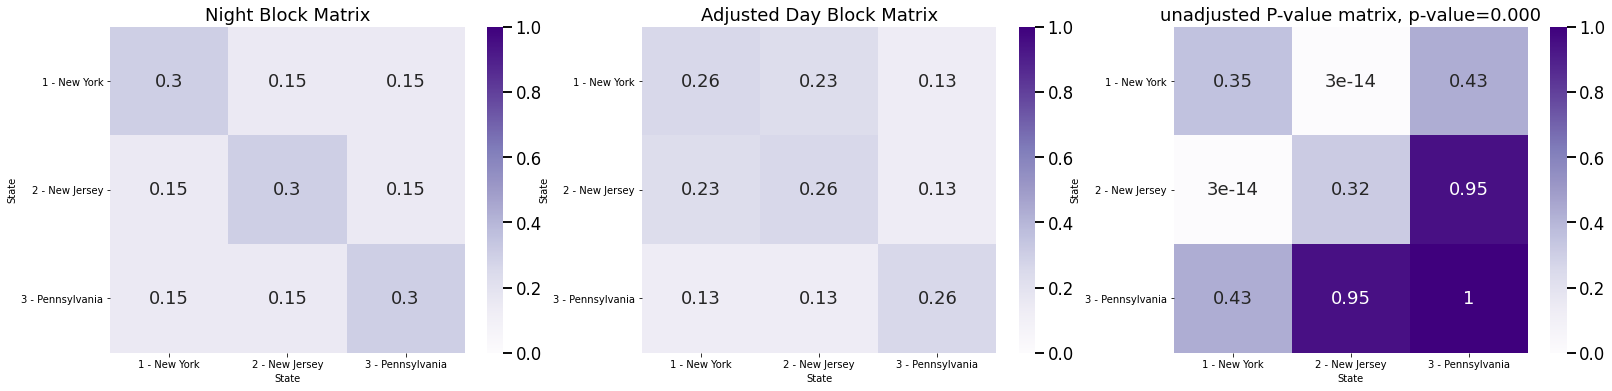 Night Block Matrix
1.0
0.8
0.6
0.4
0.2
0.0
State
1 - New York
2 - New Jersey
3 - Pennsylvania
0.3 0.15 0.15
0.15 0.3 0.15
0.15 0.15 0.3
1 - New York 2 - New Jersey 3 - Pennsylvania
State
Adjusted Day Block Matrix
1.0
0.8
0.6
0.4
0.2
0.0
State
1 - New York
2 - New Jersey
3 - Pennsylvania
0.26 0.23 0.13
0.23 0.26 0.13
0.13 0.13 0.26
1 - New York 2 - New Jersey 3 - Pennsylvania
State
unadjusted P-value matrix, p-value=0.000
1.0
0.8
0.6
0.4
0.2
0.0
State
1 - New York
2 - New Jersey
3 - Pennsylvania
0.35 3e-14 0.43
3e-14 0.32 0.95
0.43 0.95 1
1 - New York 2 - New Jersey 3 - Pennsylvania
State